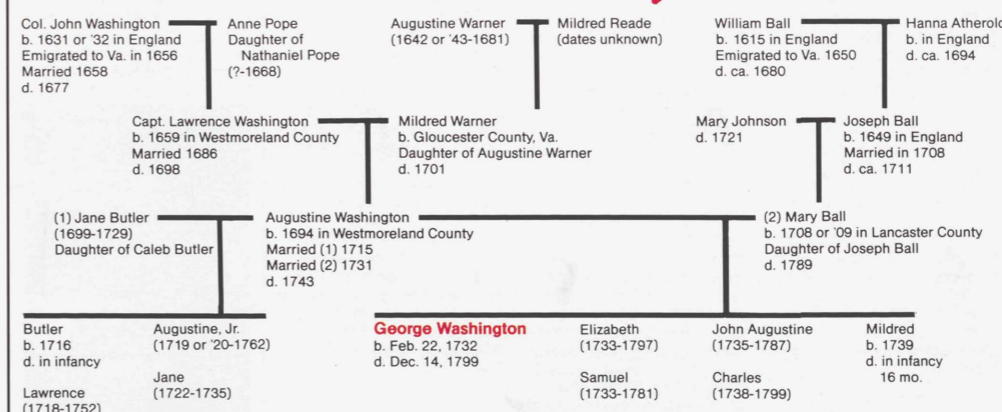 Col. John Washington
b. 1631 or '32 in England
Emigrated to Va. in 1656
Married 1658
d. 1677
Anne Pope
Daughter of
Nathaniel Pope
(?-1668)
Augustine Warner
(1642 or '43-1681)
Mildred Reade
(dates unknown)
William Ball
b. 1615 in England
Emigrated to Va. 1650
d. ca. 1680
Hanna Atherold
b. in England
d. ca. 1694
Capt. Lawrence Washington
b. 1659 in Westmoreland County
Married 1686
d. 1698
Mildred Warner
b. Gloucester County, Va.
Daughter of Augustine Warner
d. 1701
Mary Johnson
d. 1721
Joseph Ball
b. 1649 in England
Married in 1708
d. ca. 1711
(1) Jane Butler
(1699-1729)
Daughter of Caleb Butler
Augustine Washington
b. 1694 in Westmoreland County
Married (1) 1715
Married (2) 1731
d. 1743
(2) Mary Ball
b. 1708 or '09 in Lancaster County
Daughter of Joseph Ball
d. 1789
Butler
b. 1716
d. in infancy
Lawrence
(1718-1752)
Augustine, Jr.
(1719 or '20-1762)
Jane
(1722-1735)
George Washington
b. Feb. 22, 1732
d. Dec. 14, 1799
Elizabeth
(1733-1797)
Samuel
(1733-1781)
John Augustine
(1735-1787)
Charles
(1738-1799)
Mildred
b. 1739
d. in infancy
16 mo.